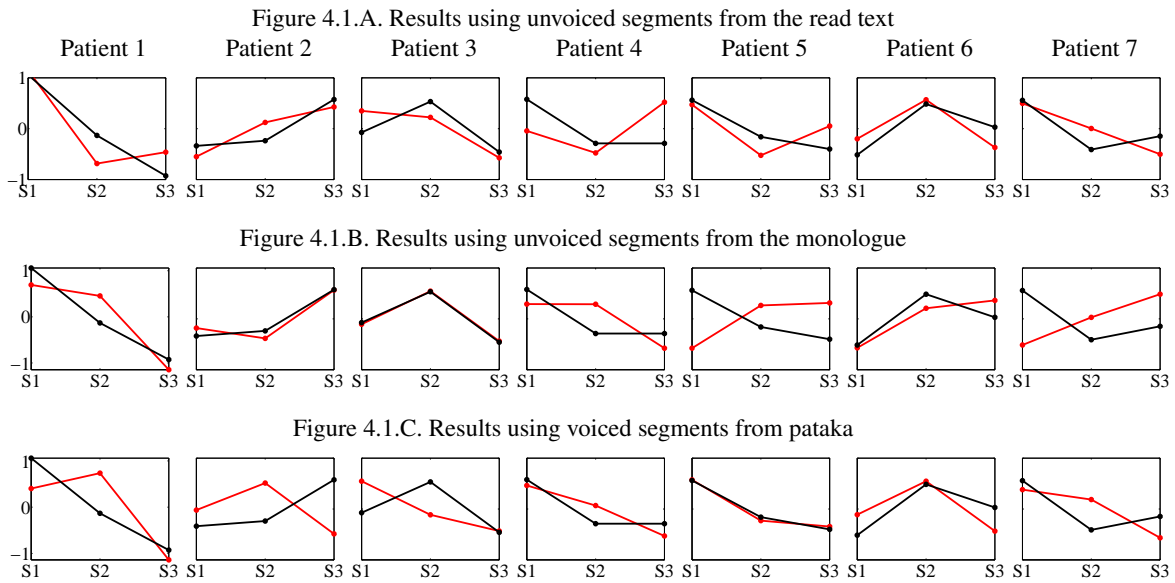 Figure 4.1.A. Results using unvoiced segments from the read text
Patient 1 Patient 2 Patient 3 Patient 4 Patient 5 Patient 6 Patient 7
1
0
−1
S1 S2 S3 S1 S2 S3 S1 S2 S3 S1 S2 S3 S1 S2 S3 S1 S2 S3 S1 S2 S3
Figure 4.1.B. Results using unvoiced segments from the monologue
1
0
−1
S1 S2 S3 S1 S2 S3 S1 S2 S3 S1 S2 S3 S1 S2 S3 S1 S2 S3 S1 S2 S3
Figure 4.1.C. Results using voiced segments from pataka
1
0
−1
S1 S2 S3 S1 S2 S3 S1 S2 S3 S1 S2 S3 S1 S2 S3 S1 S2 S3 S1 S2 S3